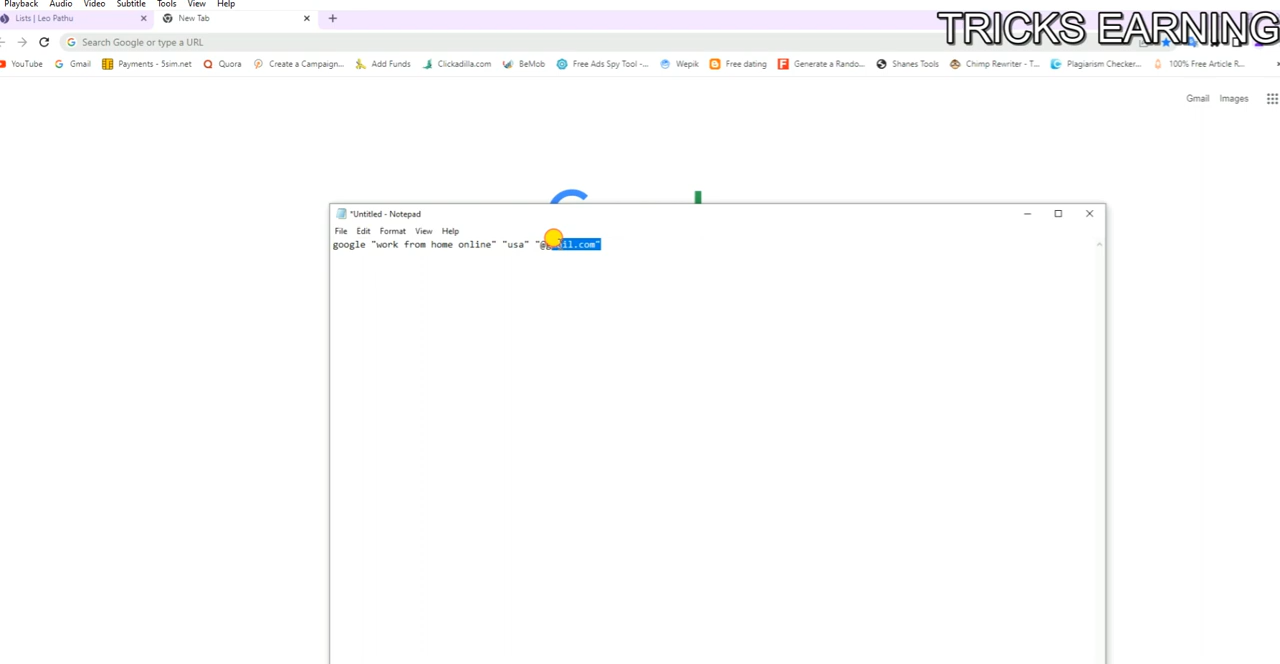 Playback Audio Video Subtitle Tools View Help
Lists | Leo Pathu
New Tab
TRICKS EARNING
Search Google or type a URL
YouTube Gmail Payments - 5sim.net Quora Create a Campaign... Add Funds Clickadilla.com BeMob Free Ads Spy Tool -... Wepik Free dating Generate a Rando... Shanes Tools Chimp Rewriter - T... Plagiarism Checker... 100% Free Article R...
Gmail Images
*Untitled - Notepad
File Edit Format View Help
google "work from home online" "usa" "@gmail.com"